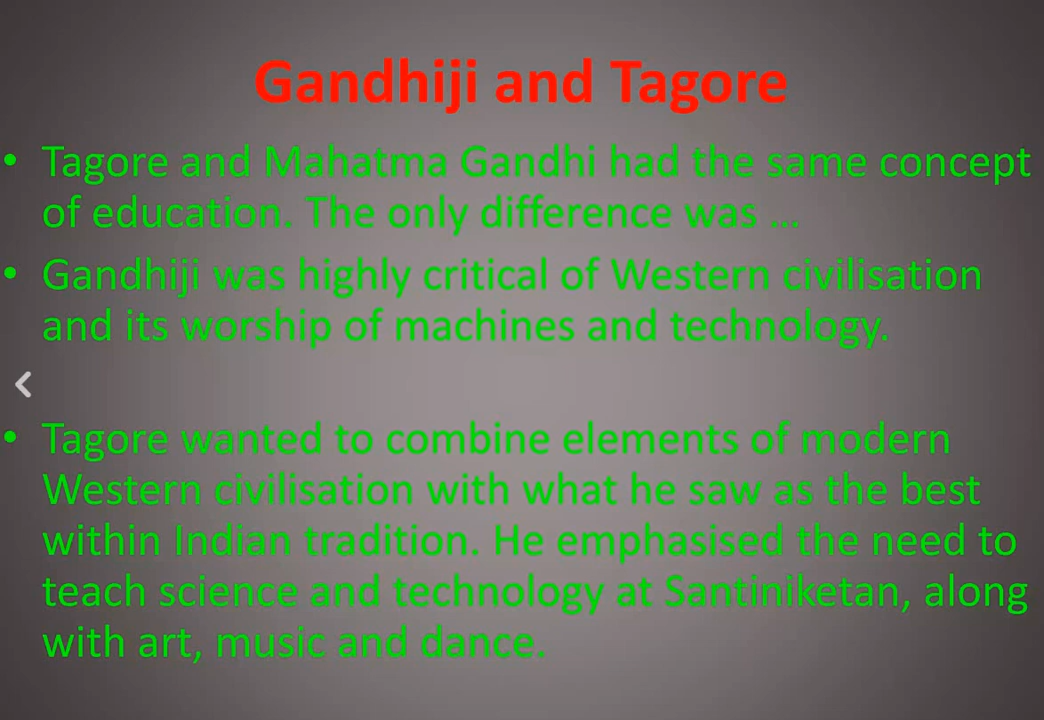 Gandhiji and Tagore
• Tagore and Mahatma Gandhi had the same concept
of education. The only difference was ...
• Gandhiji was highly critical of Western civilisation
and its worship of machines and technology.
• Tagore wanted to combine elements of modern
Western civilisation with what he saw as the best
within Indian tradition. He emphasised the need to
teach science and technology at Santiniketan, along
with art, music and dance.